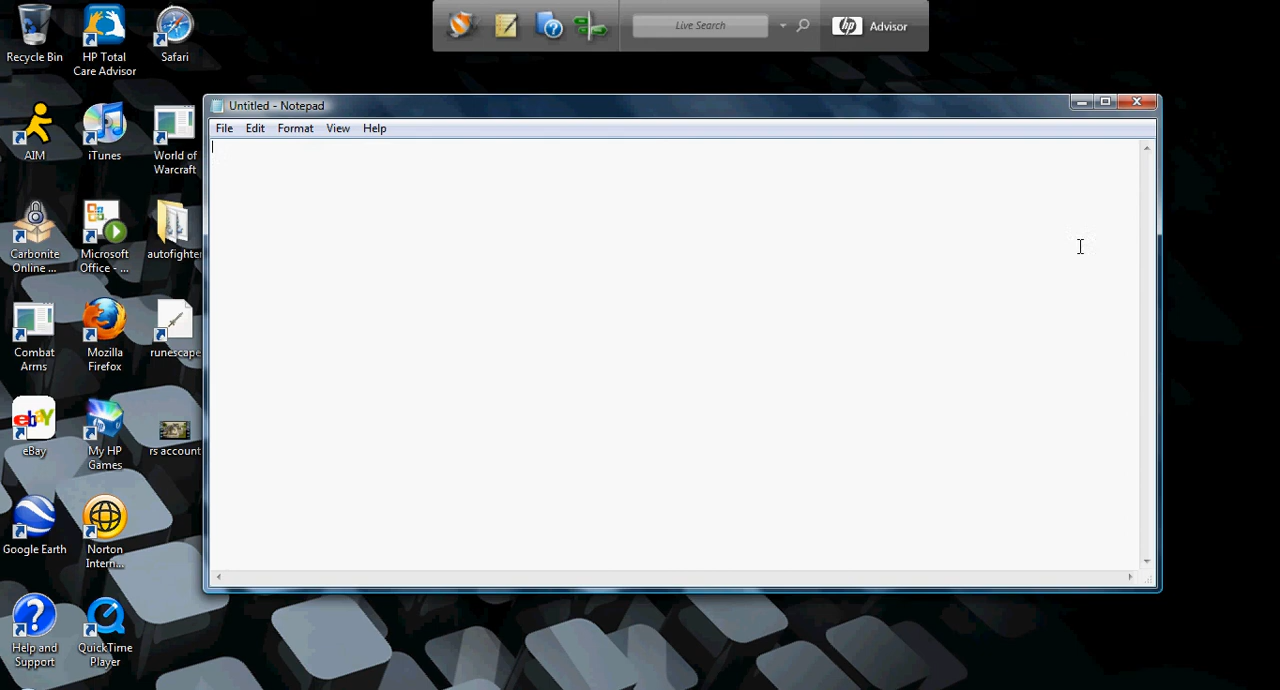 Live Search
hp Advisor
Recycle Bin
HP Total
Care Advisor
Safari
Untitled - Notepad
File Edit Format View Help
AIM
iTunes
World of
Warcraft
Carbonite
Online ...
Microsoft
Office - ...
autofighter
Combat
Arms
Mozilla
Firefox
runescape
ebY
eBay
My HP
Games
rs account
Google Earth
Norton
Intern...
Help and
Support
QuickTime
Player